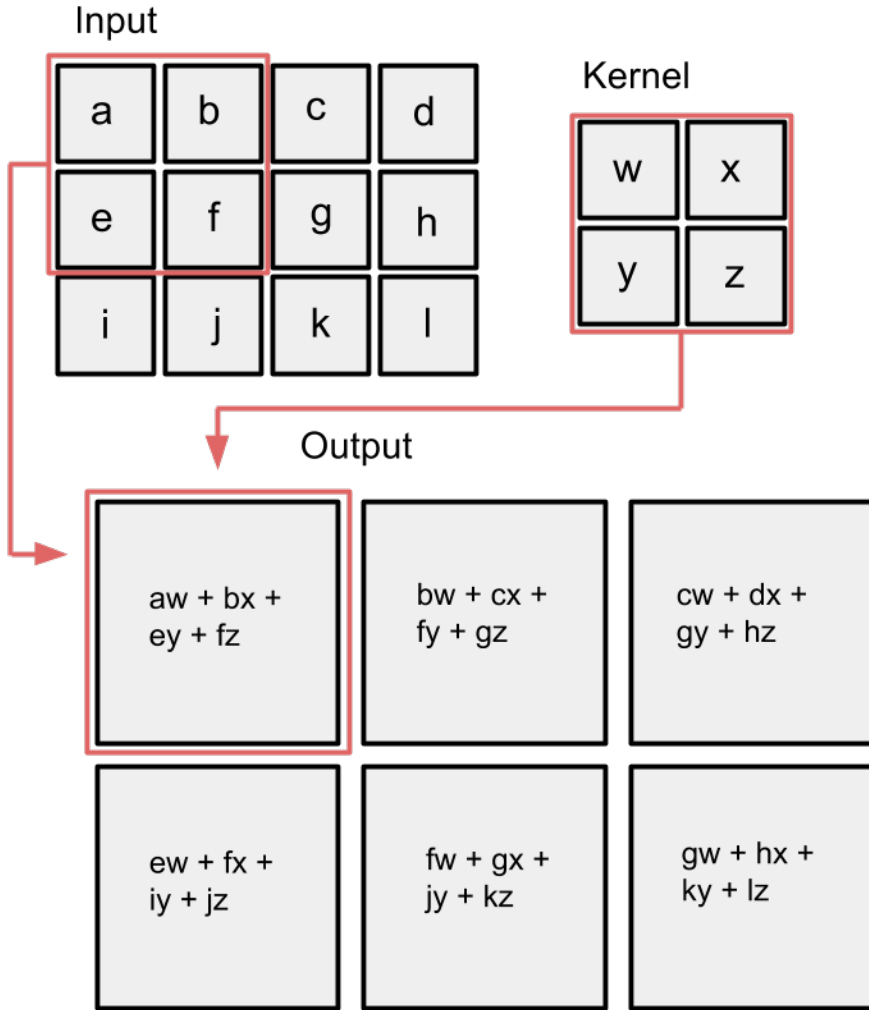 Input
Kernel
a b c d
w x
e f g h
y z
i j k l
Output
aw + bx +
ey + fz
bw + cx +
fy + gz
cw + dx +
gy + hz
ew + fx +
iy + jz
fw + gx +
jy + kz
gw + hx +
ky + lz